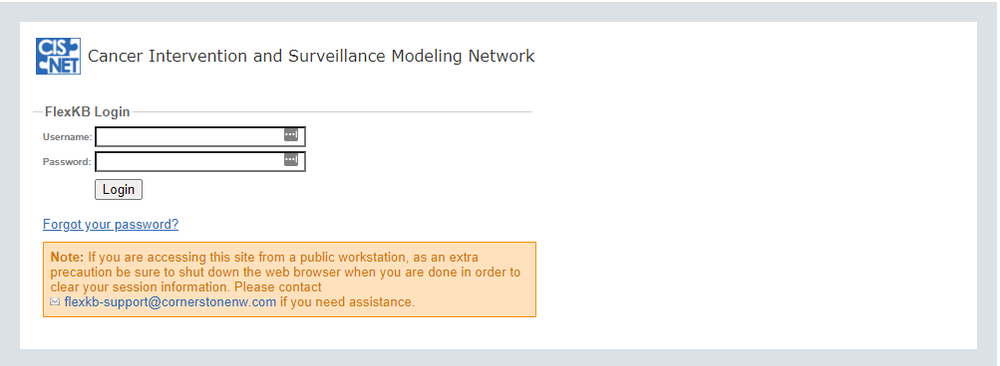 CIS
NET
Cancer Intervention and Surveillance Modeling Network
FlexKB Login
Username:
Password:
Login
Forgot your password?
Note: If you are accessing this site from a public workstation, as an extra
precaution be sure to shut down the web browser when you are done in order to
clear your session information. Please contact
flexkb-support@cornerstonenw.com if you need assistance.